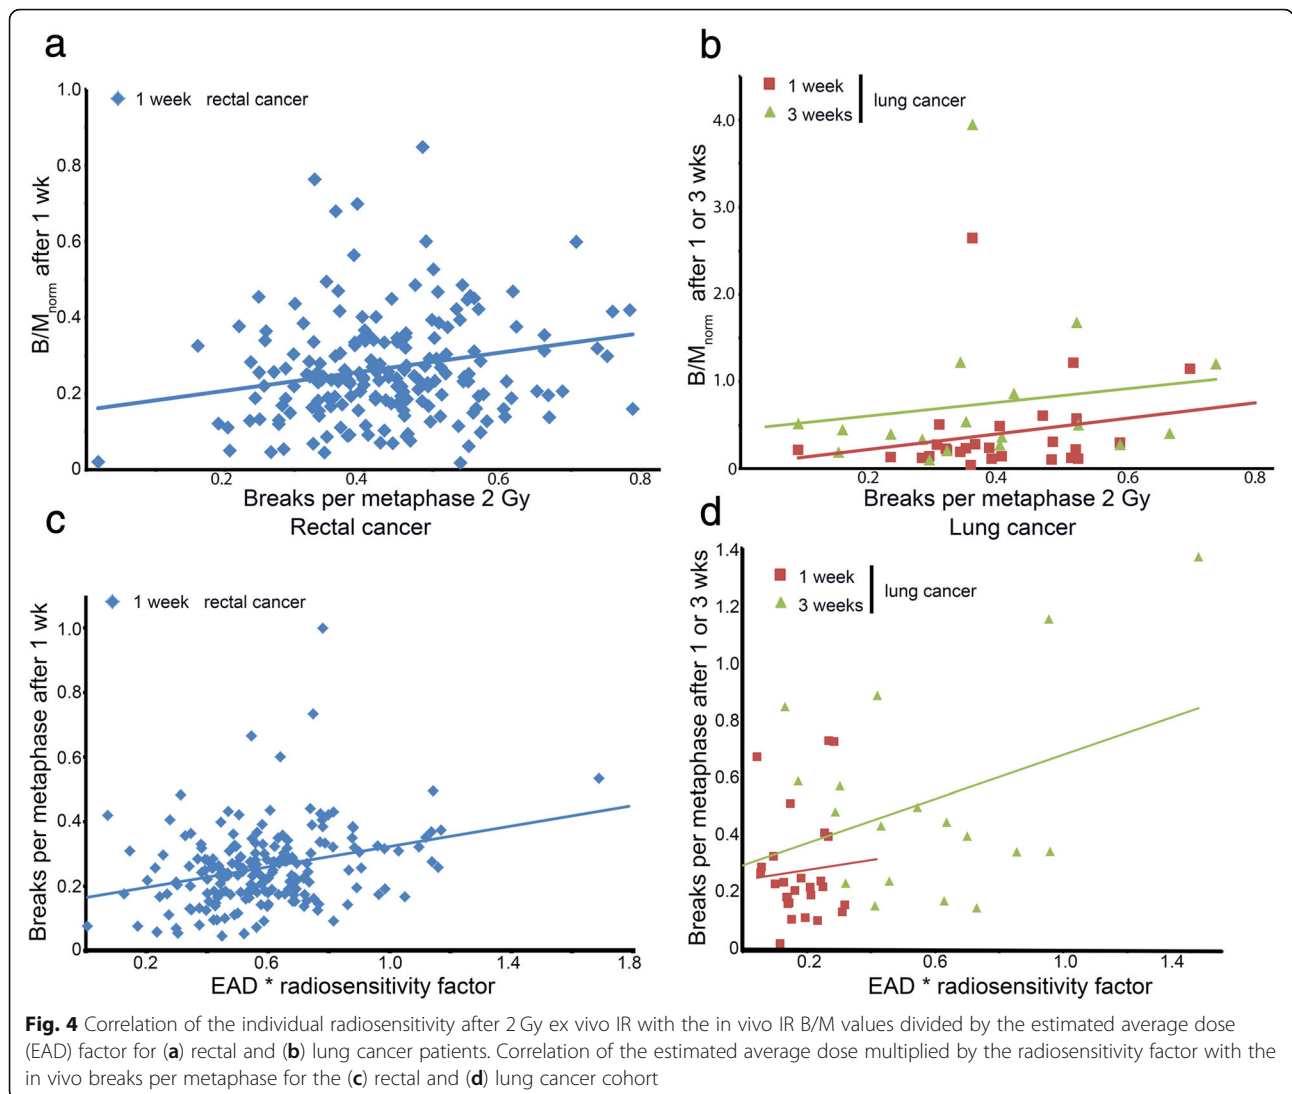 a
1.0
0.8
0.6
0.4
0.2
0
B/Mnorm after 1 wk
1 week rectal cancer
0.2 0.4 0.6 0.8
Breaks per metaphase 2 Gy
Rectal cancer
b
4.0
3.0
2.0
1.0
0
B/Mnorm after 1 or 3 wks
1 week
3 weeks
lung cancer
0.2 0.4 0.6 0.8
Breaks per metaphase 2 Gy
Lung cancer
c
1.0
0.8
0.6
0.4
0.2
0
Breaks per metaphase after 1 wk
1 week rectal cancer
0.2 0.6 1.0 1.4 1.8
EAD * radiosensitivity factor
d
1.4
1.2
1.0
0.8
0.6
0.4
0.2
0
Breaks per metaphase after 1 or 3 wks
1 week
3 weeks
lung cancer
0.2 0.6 1.0 1.4
EAD * radiosensitivity factor
Fig. 4 Correlation of the individual radiosensitivity after 2 Gy ex vivo IR with the in vivo IR B/M values divided by the estimated average dose
(EAD) factor for (a) rectal and (b) lung cancer patients. Correlation of the estimated average dose multiplied by the radiosensitivity factor with the
in vivo breaks per metaphase for the (c) rectal and (d) lung cancer cohort